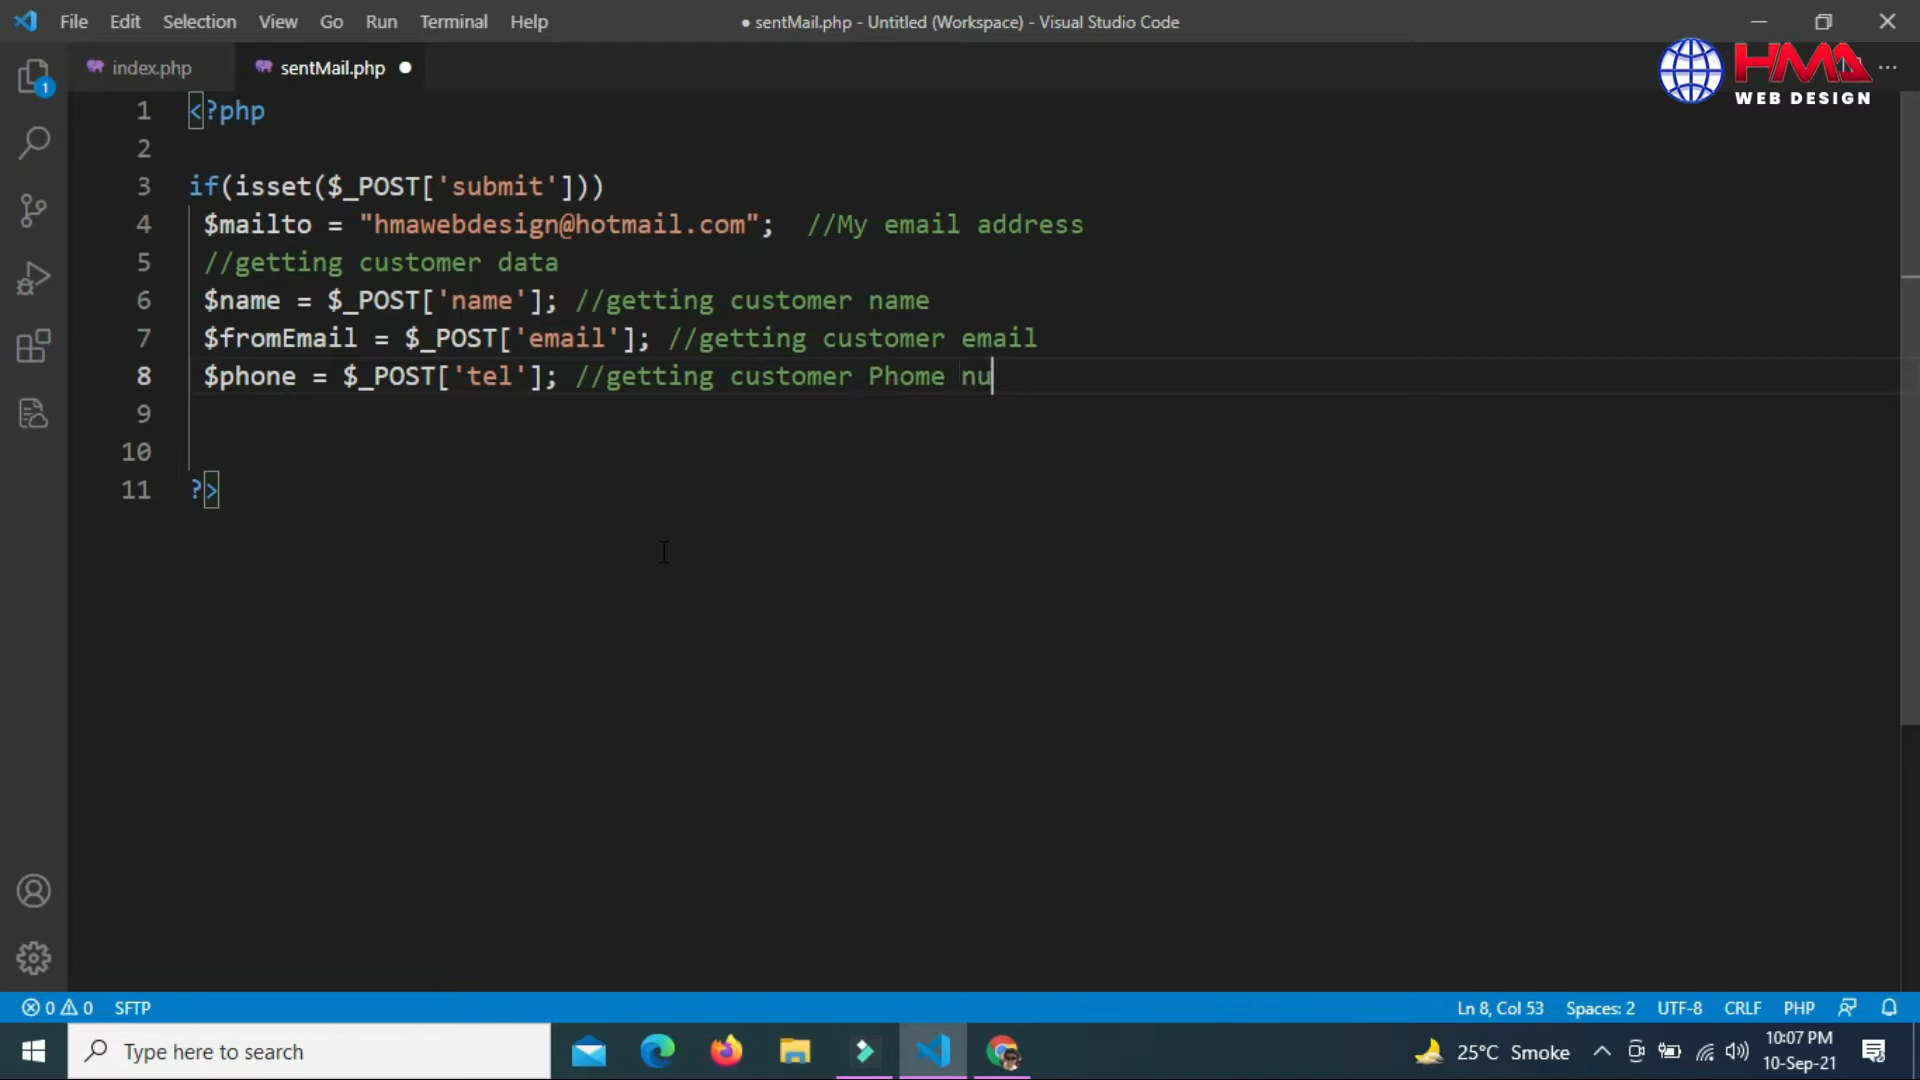 File Edit Selection View Go Run Terminal Help ● sentMail.php - Untitled (Workspace) - Visual Studio Code
index.php sentMail.php ●
HMA
WEB DESIGN
1 <?php
2
3 if(isset($_POST['submit']))
4 $mailto = "hmawebdesign@hotmail.com"; //My email address
5 //getting customer data
6 $name = $_POST['name']; //getting customer name
7 $fromEmail = $_POST['email']; //getting customer email
8 $phone = $_POST['tel']; //getting customer Phome nu
9
10
11 ?>
1
0 0 SFTP Ln 8, Col 53 Spaces: 2 UTF-8 CRLF PHP
Type here to search 25°C Smoke 10:07 PM
10-Sep-21